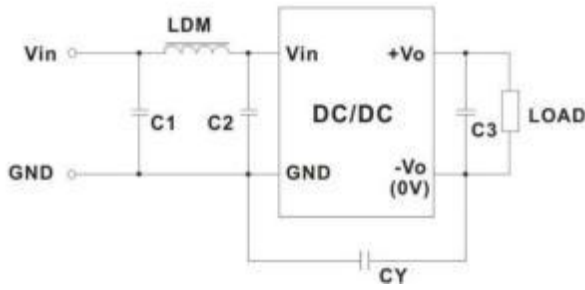 LDM
Vin
Vin
+Vo
C1
C2
DC/DC
C3
LOAD
GND
GND
-Vo
(0V)
CY